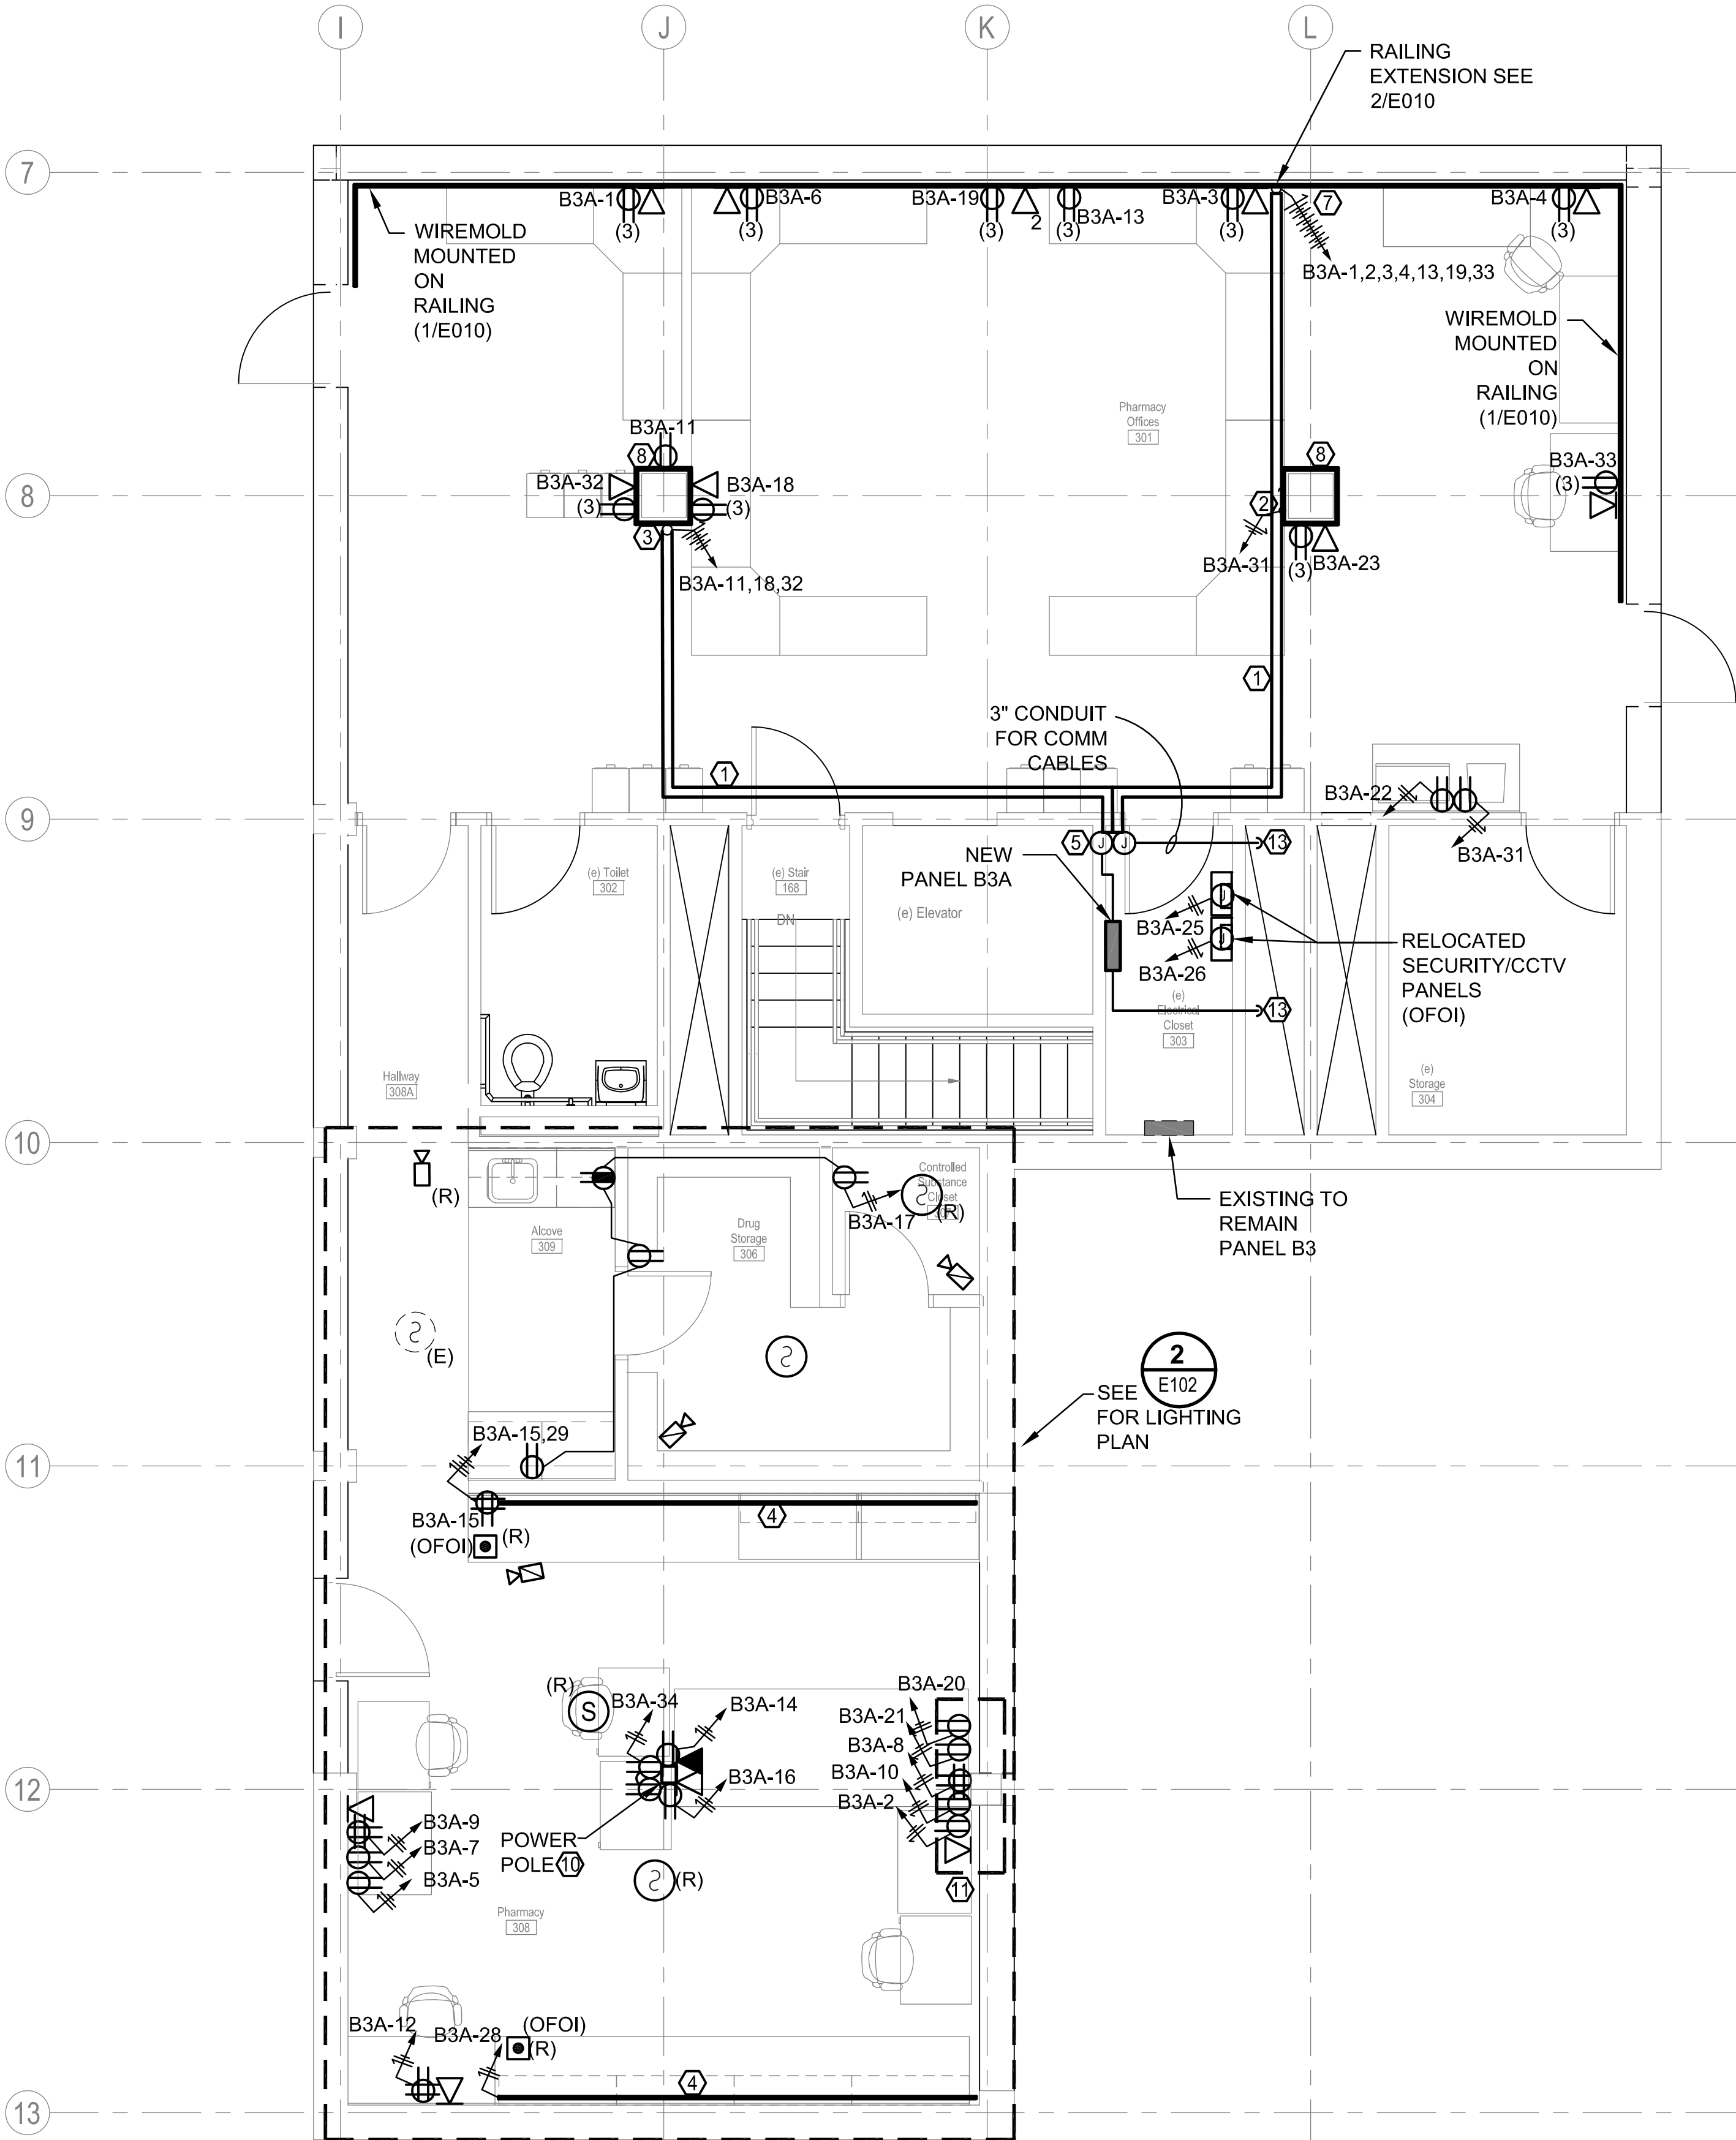 I
J
K
L
RAILING
EXTENSION SEE
2/E010
7
B3A-1
(3)
B3A-6
(3)
B3A-19
(3)
2
B3A-13
(3)
B3A-3
(3)
7
B3A-4
(3)
WIREMOLD
MOUNTED
ON
RAILING
(1/E010)
B3A-1,2,3,4,13,19,33
WIREMOLD
MOUNTED
ON
RAILING
(1/E010)
Pharmacy
Offices
301
B3A-11
8
8
8
B3A-32
(3)
B3A-18
(3)
B3A-33
(3)
2
3
B3A-11,18,32
B3A-31
(3)
B3A-23
1
3" CONDUIT
FOR COMM
CABLES
1
B3A-22
9
B3A-31
5
J
J
13
NEW
PANEL B3A
(e) Toilet
302
(e) Stair
168
DN
(e) Elevator
J
B3A-25
J
B3A-26
RELOCATED
SECURITY/CCTV
PANELS
(OFOI)
(e)
Electrical
Closet
303
13
Hallway
308A
(e)
Storage
304
10
(R)
Controlled
Substance
Closet
(R)
B3A-17
EXISTING TO
REMAIN
PANEL B3
Alcove
309
Drug
Storage
306
(E)
2
E102
SEE
FOR LIGHTING
PLAN
B3A-15,29
11
B3A-15
(OFOI)
(R)
4
(R)
S
B3A-34
B3A-14
B3A-20
B3A-21
B3A-8
B3A-10
B3A-2
12
B3A-16
B3A-9
B3A-7
B3A-5
POWER
POLE
10
(R)
11
Pharmacy
308
B3A-12
B3A-28
(OFOI)
(R)
4
13